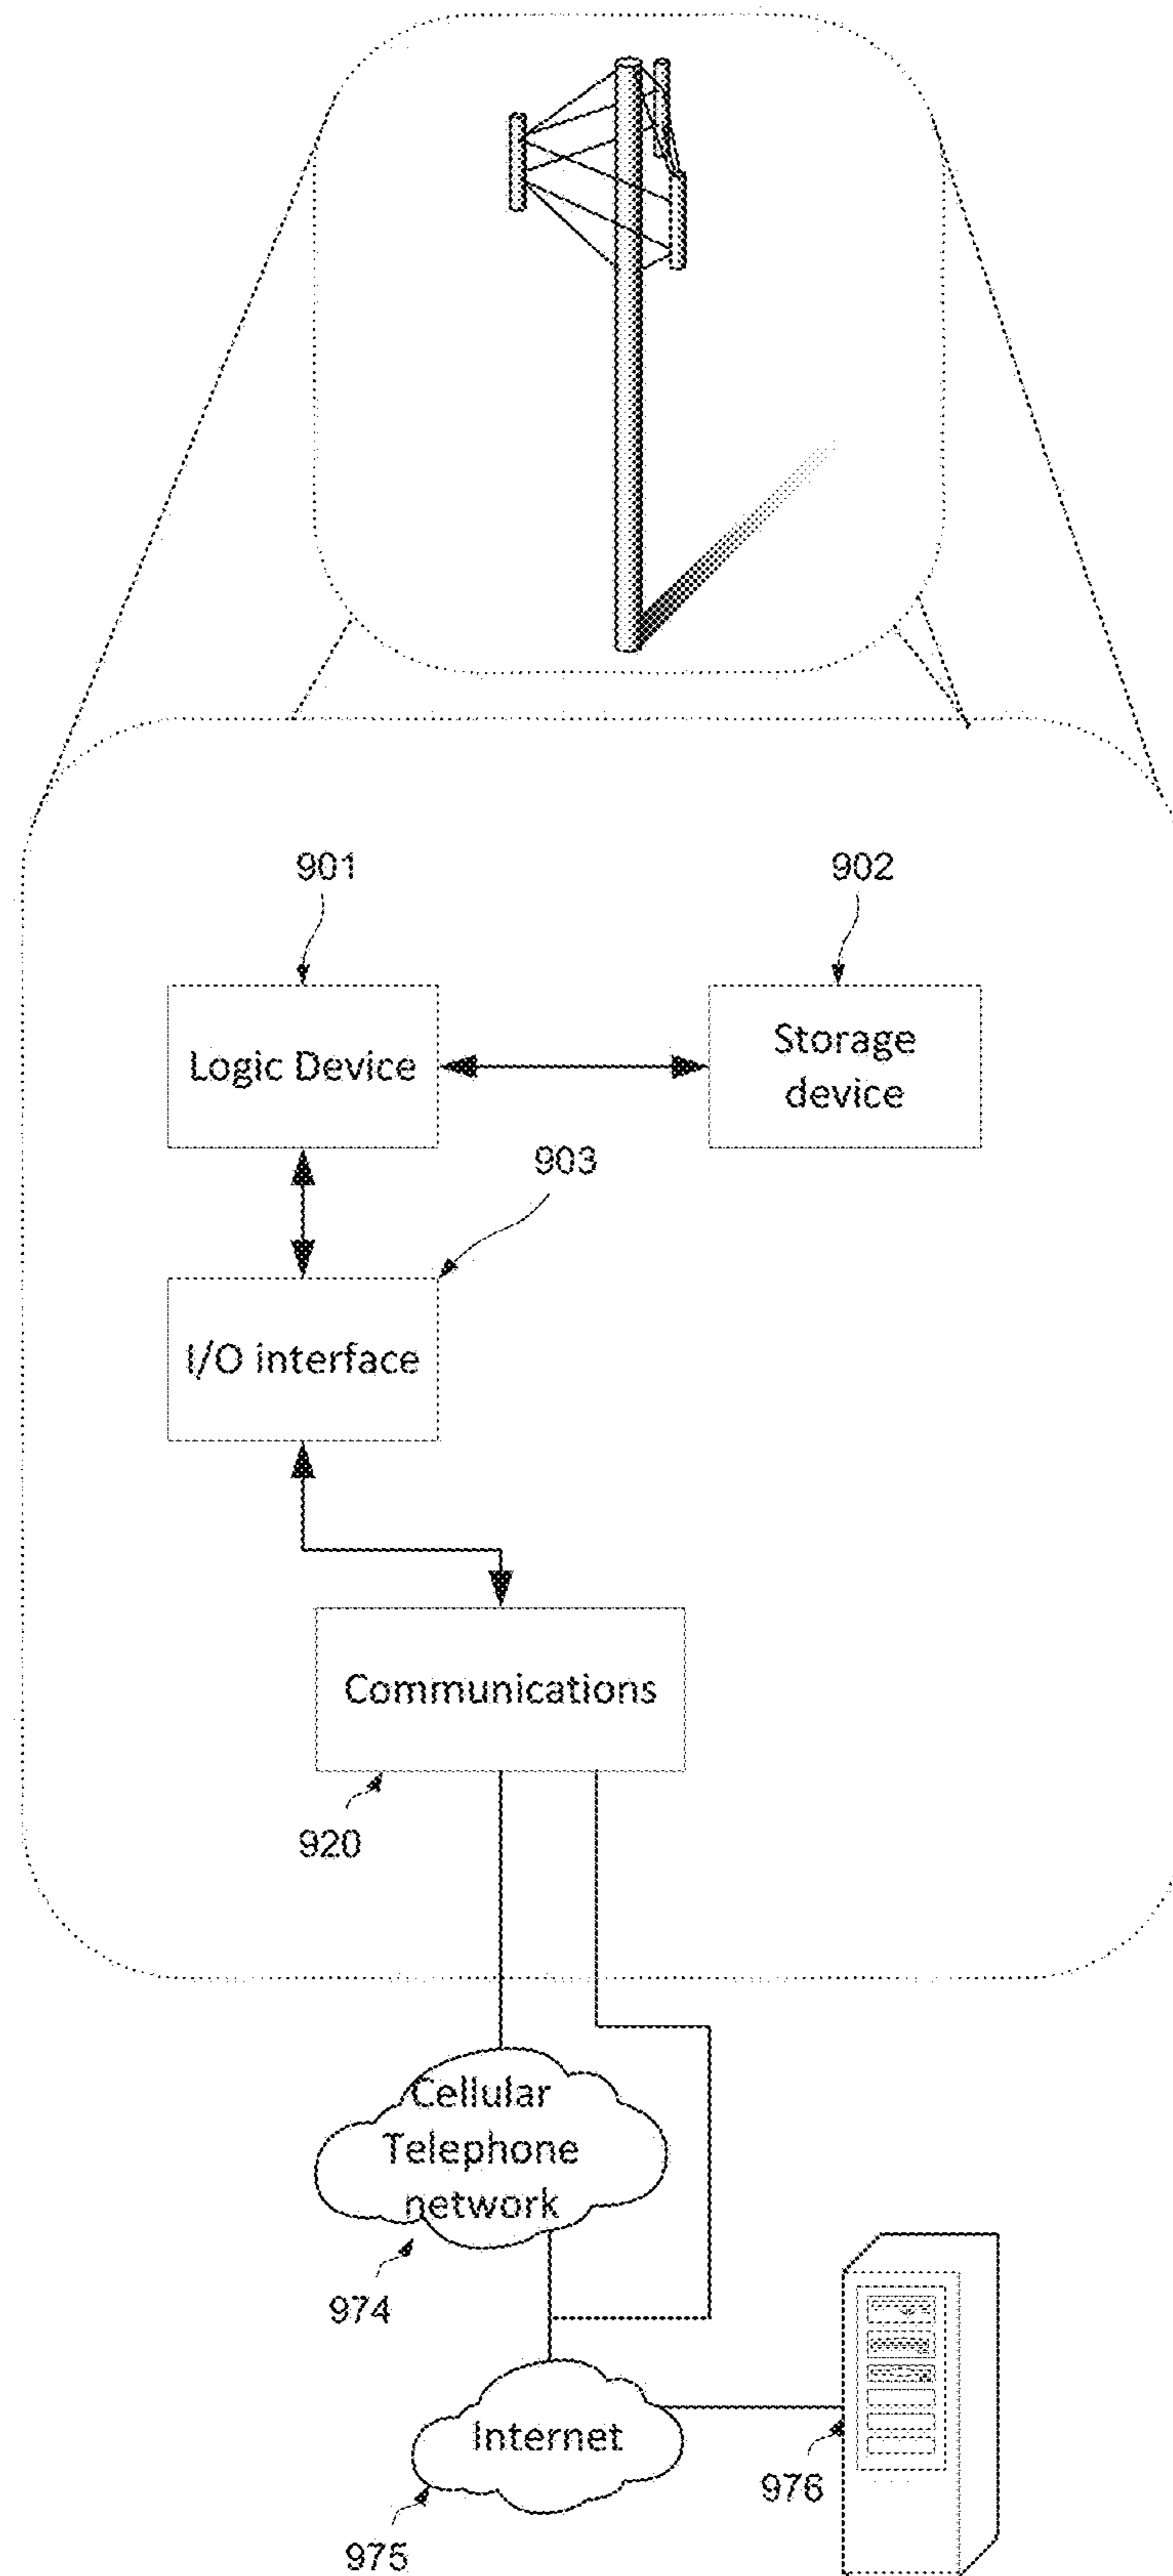 901
902
Logic Device
Storage
device
903
I/O interface
Communications
920
Cellular
Telephone
network
974
Internet
976
975